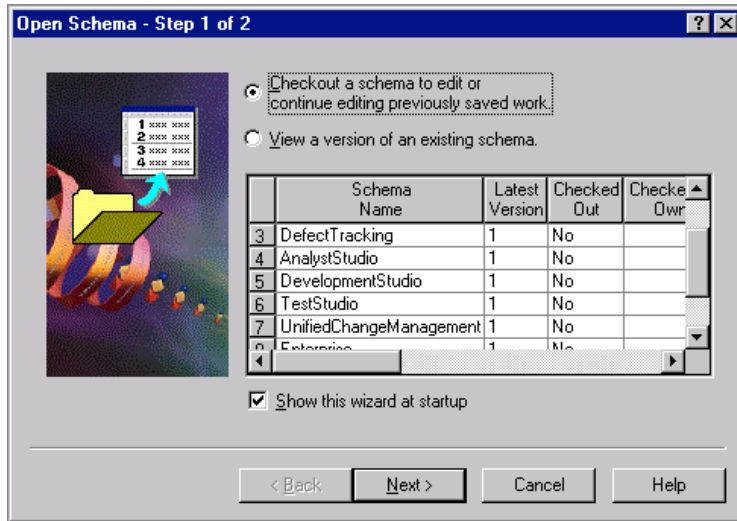 Open Schema - Step 1 of 2
1 xxx xxx
2 xxx xxx
3 xxx xxx
4 xxx xxx
Checkout a schema to edit or
continue editing previously saved work.
View a version of an existing schema.
Schema Name Latest Version Checked Out
3 DefectTracking 1 No
4 AnalystStudio 1 No
5 DevelopmentStudio 1 No
6 TestStudio 1 No
7 UnifiedChangeManagement 1 No
Enterprise 1 No
Show this wizard at startup
< Back Next > Cancel Help